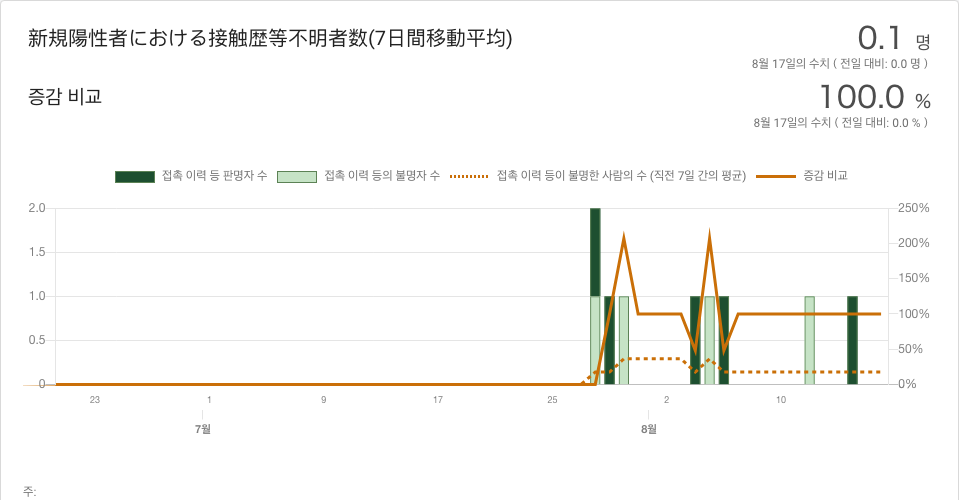 新規陽性者における接触歴等不明者数(7日間移動平均)
0.1 명
8월 17일의 수치 ( 전일 대비: 0.0 명 )
증감 비교
100.0 %
8월 17일의 수치 ( 전일 대비: 0.0 % )
접촉 이력 등 판명자 수 접촉 이력 등의 불명자 수 접촉 이력 등이 불명한 사람의 수 (직전 7일 간의 평균) 증감 비교
2.0 250%
200%
1.5
150%
1.0
100%
0.5
50%
0 0%
23 1 9 17 25 2 10
7월 8월
주: